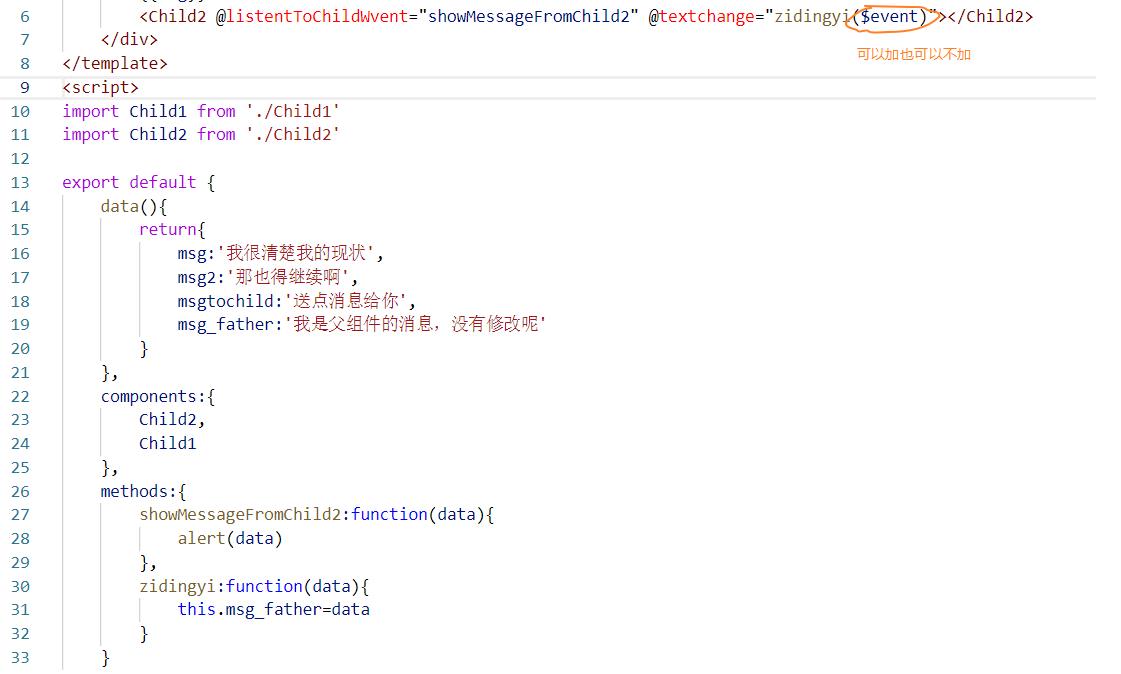 6 <Child2 @listentToChildWvent="showMessageFromChild2" @textchange="zidingyi($event)"></Child2>
可以加也可以不加
7 </div>
8 </template>
9 <script>
10 import Child1 from './Child1'
11 import Child2 from './Child2'
12
13 export default {
14 data(){
15 return{
16 msg:'我很清楚我的现状',
17 msg2:'那也得继续啊',
18 msgtochild:'送点消息给你',
19 msg_father:'我是父组件的消息，没有修改呢'
20 }
21 },
22 components:{
23 Child2,
24 Child1
25 },
26 methods:{
27 showMessageFromChild2:function(data){
28 alert(data)
29 },
30 zidingyi:function(data){
31 this.msg_father=data
32 }
33 }